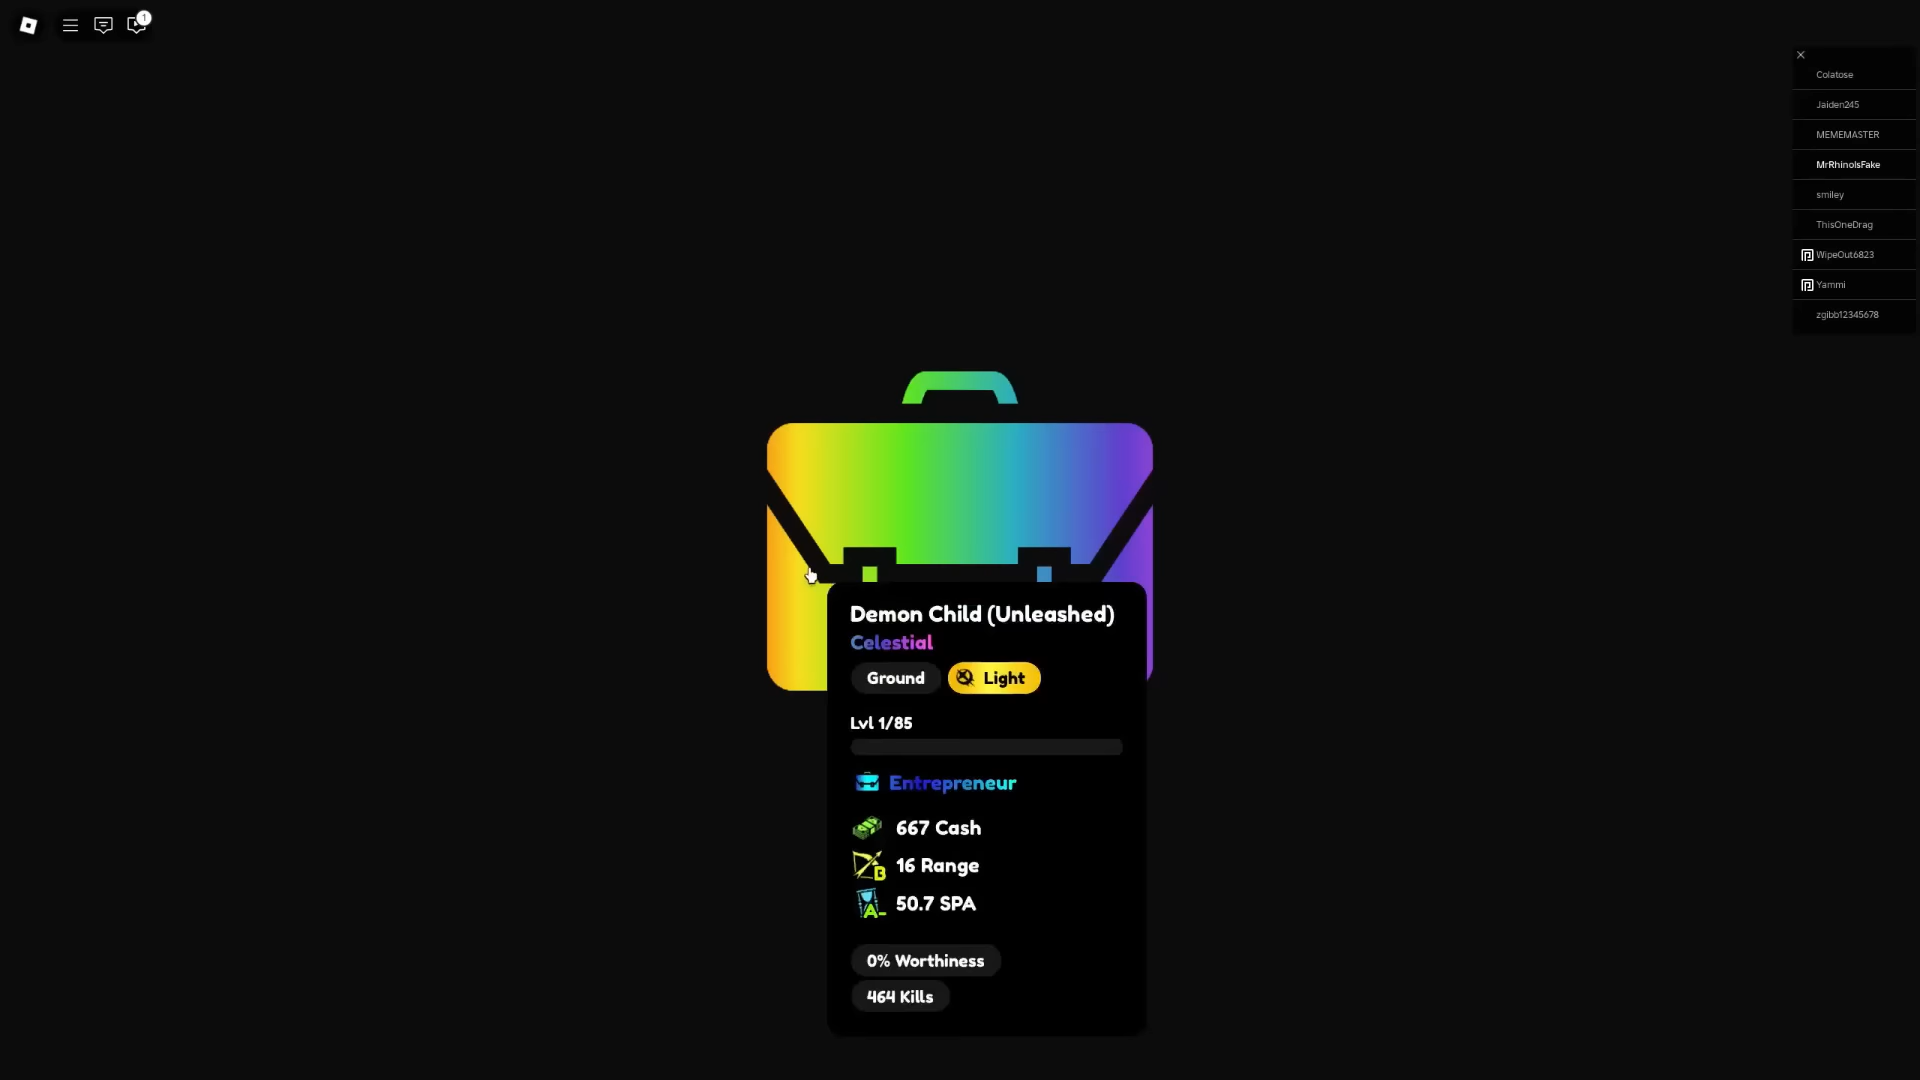 1
Colatose
Jaiden245
MEMEMASTER
MrRhinoIsFake
smiley
ThisOneDrag
WipeOut6823
Yammi
zgibb12345678
Demon Child (Unleashed)
Celestial
Ground Light
Lvl 1/85
Entrepreneur
667 Cash
B 16 Range
A- 50.7 SPA
0% Worthiness
464 Kills